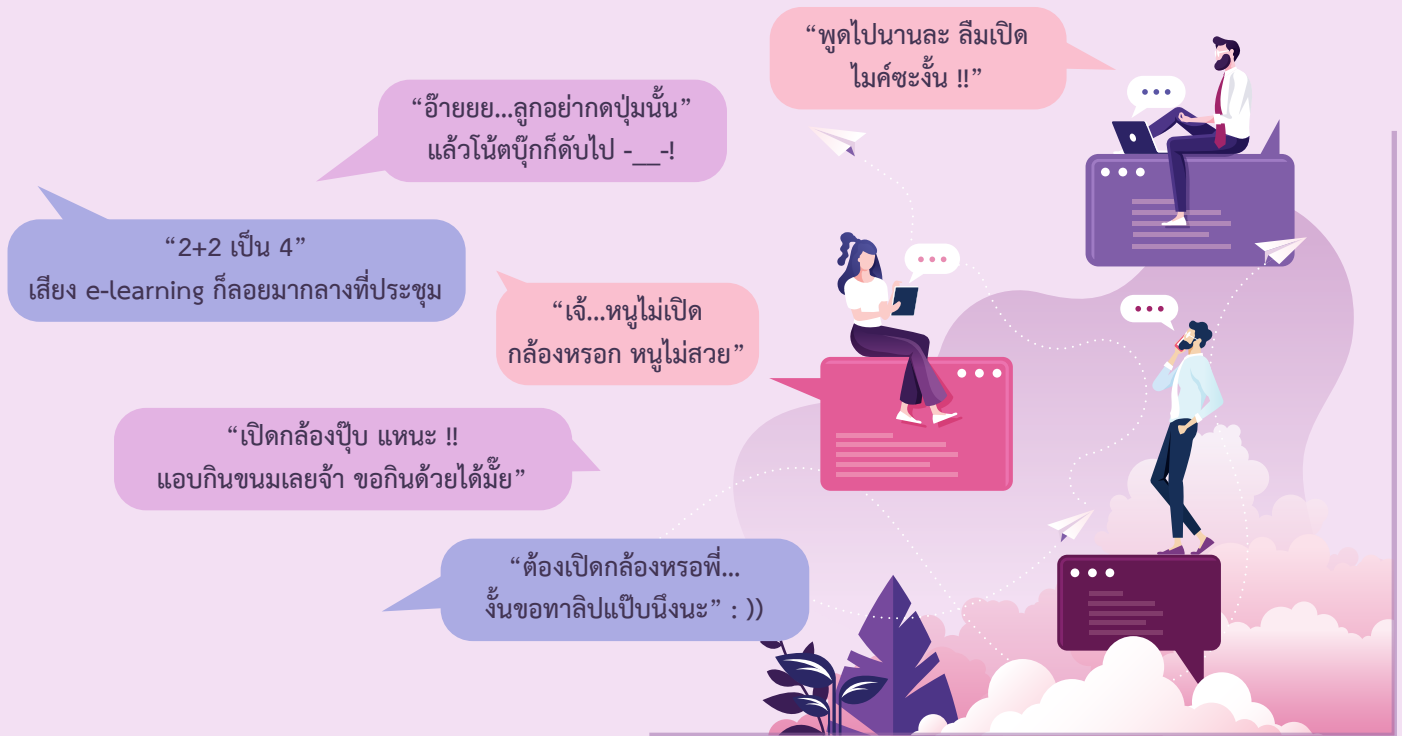 “พูดไปนานละ ลืมเปิด
ไมค์ซะงั้น !!”
“อ๊ายยย...ลูกอย่ากดปุ่มนั้น”
แล้วโน้ตบุ๊กก็ดับไป -__-!
“2+2 เป็น 4”
เสียง e-learning ก็ลอยมากลางที่ประชุม
“เจ้...หนูไม่เปิด
กล้องหรอก หนูไม่สวย”
“เปิดกล้องปุ๊บ แหนะ !!
แอบกินขนมเลยจ้า ขอกินด้วยได้มั๊ย”
“ต้องเปิดกล้องหรอพี่...
งั้นขอทาลิปแป๊บนึงนะ” : ))